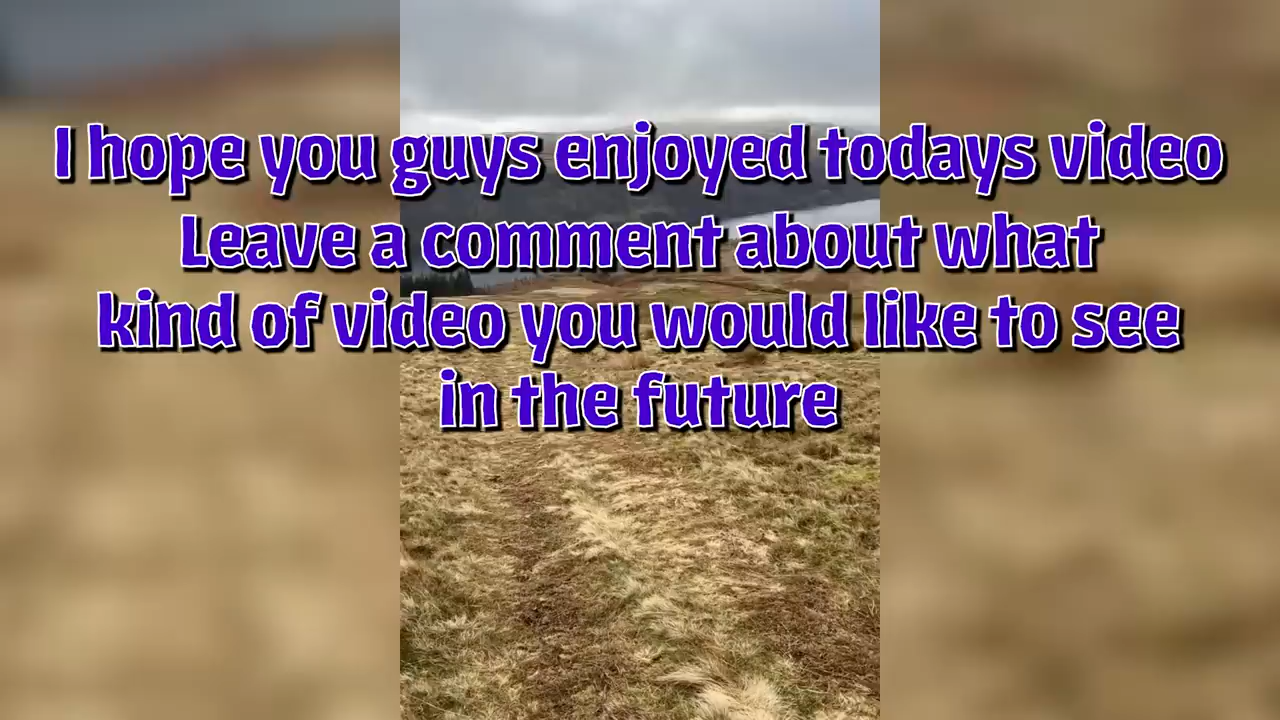 I hope you guys enjoyed todays video
Leave a comment about what
kind of video you would like to see
in the future